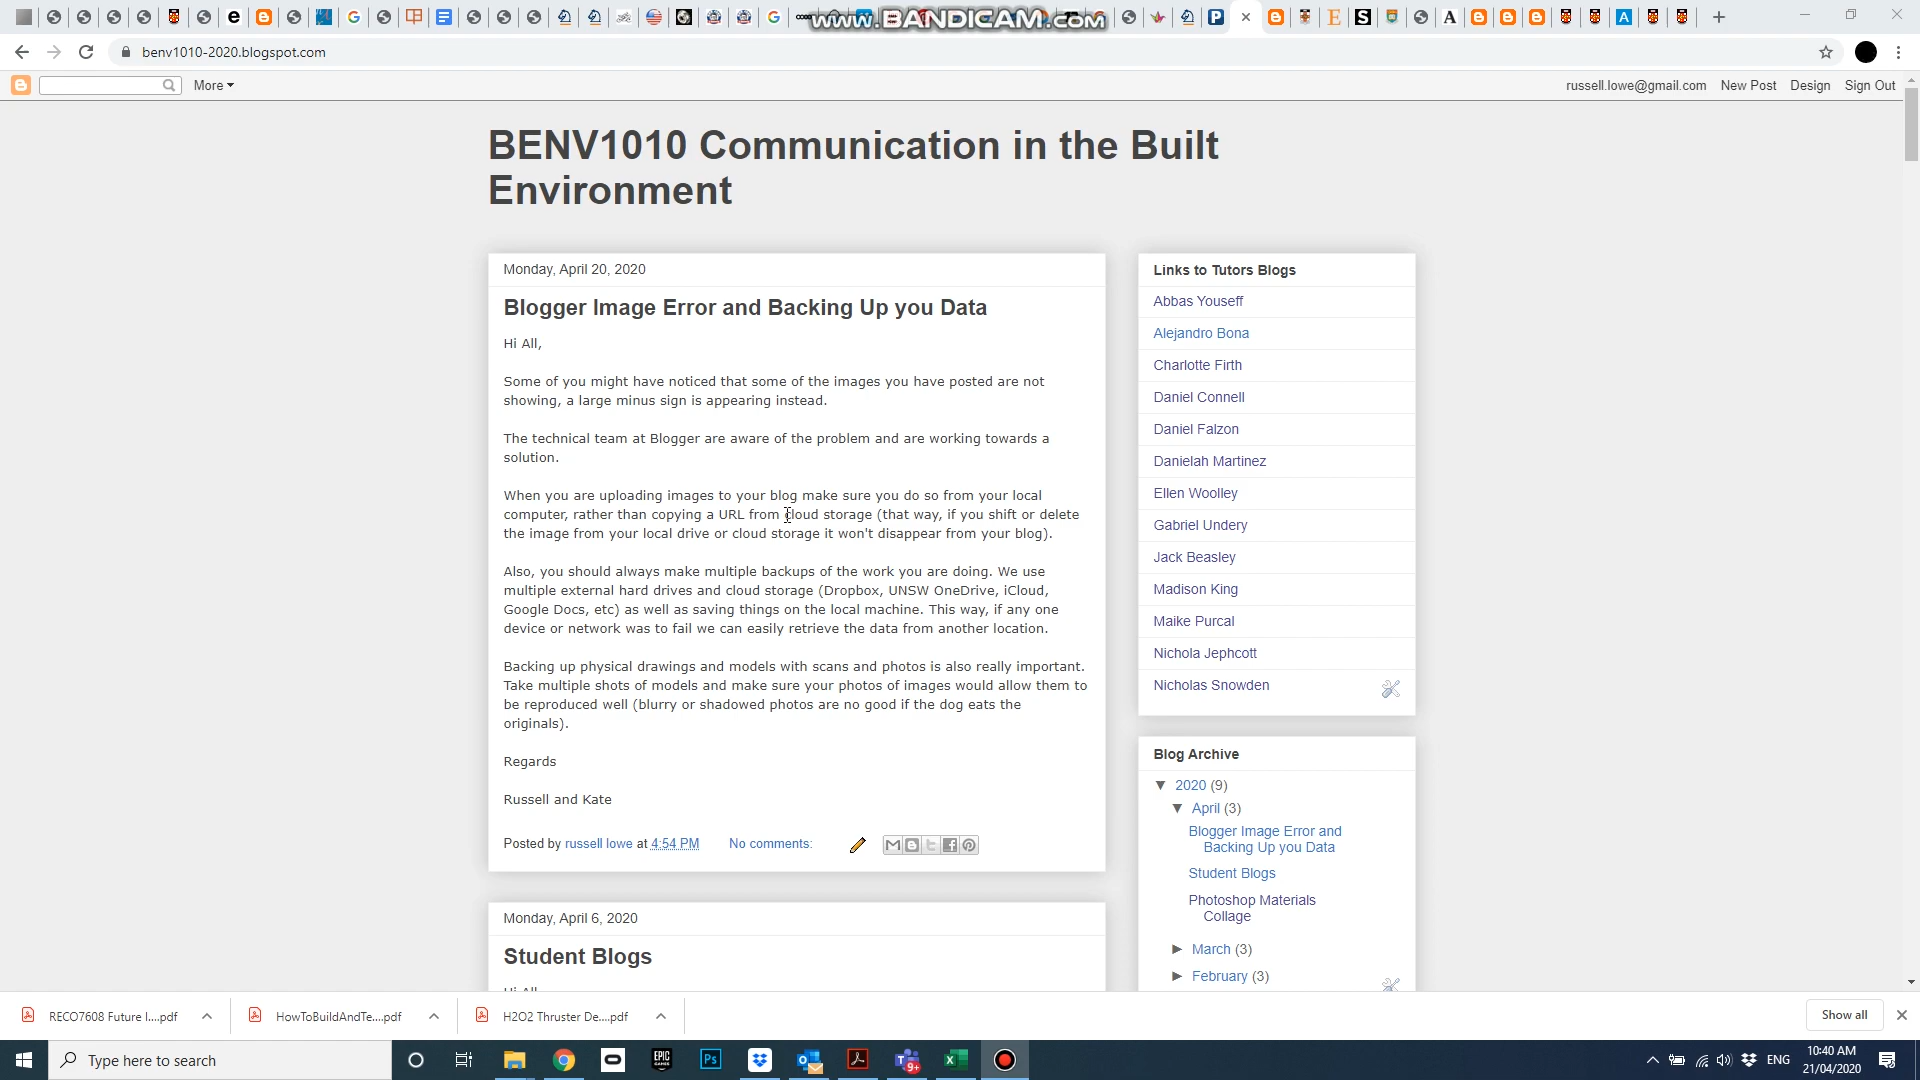 www.BANDICAM.com
benv1010-2020.blogspot.com
More
russell.lowe@gmail.com New Post Design Sign Out
BENV1010 Communication in the Built
Environment
Monday, April 20, 2020
Blogger Image Error and Backing Up you Data
Hi All,
Some of you might have noticed that some of the images you have posted are not
showing, a large minus sign is appearing instead.
The technical team at Blogger are aware of the problem and are working towards a
solution.
When you are uploading images to your blog make sure you do so from your local
computer, rather than copying a URL from cloud storage (that way, if you shift or delete
the image from your local drive or cloud storage it won't disappear from your blog).
Also, you should always make multiple backups of the work you are doing. We use
multiple external hard drives and cloud storage (Dropbox, UNSW OneDrive, iCloud,
Google Docs, etc) as well as saving things on the local machine. This way, if any one
device or network was to fail we can easily retrieve the data from another location.
Backing up physical drawings and models with scans and photos is also really important.
Take multiple shots of models and make sure your photos of images would allow them to
be reproduced well (blurry or shadowed photos are no good if the dog eats the
originals).
Regards
Russell and Kate
Posted by russell lowe at 4:54 PM No comments:
Monday, April 6, 2020
Student Blogs
Links to Tutors Blogs
Abbas Youseff
Alejandro Bona
Charlotte Firth
Daniel Connell
Daniel Falzon
Danielah Martinez
Ellen Woolley
Gabriel Undery
Jack Beasley
Madison King
Maike Purcal
Nichola Jephcott
Nicholas Snowden
Blog Archive
▼ 2020 (9)
▼ April (3)
Blogger Image Error and
Backing Up you Data
Student Blogs
Photoshop Materials
Collage
► March (3)
► February (3)
RECO7608 Future I....pdf
HowToBuildAndTe....pdf
H2O2 Thruster De....pdf
Show all
Type here to search
EPIC GAMES
Ps
9+
ENG
10:40 AM
21/04/2020